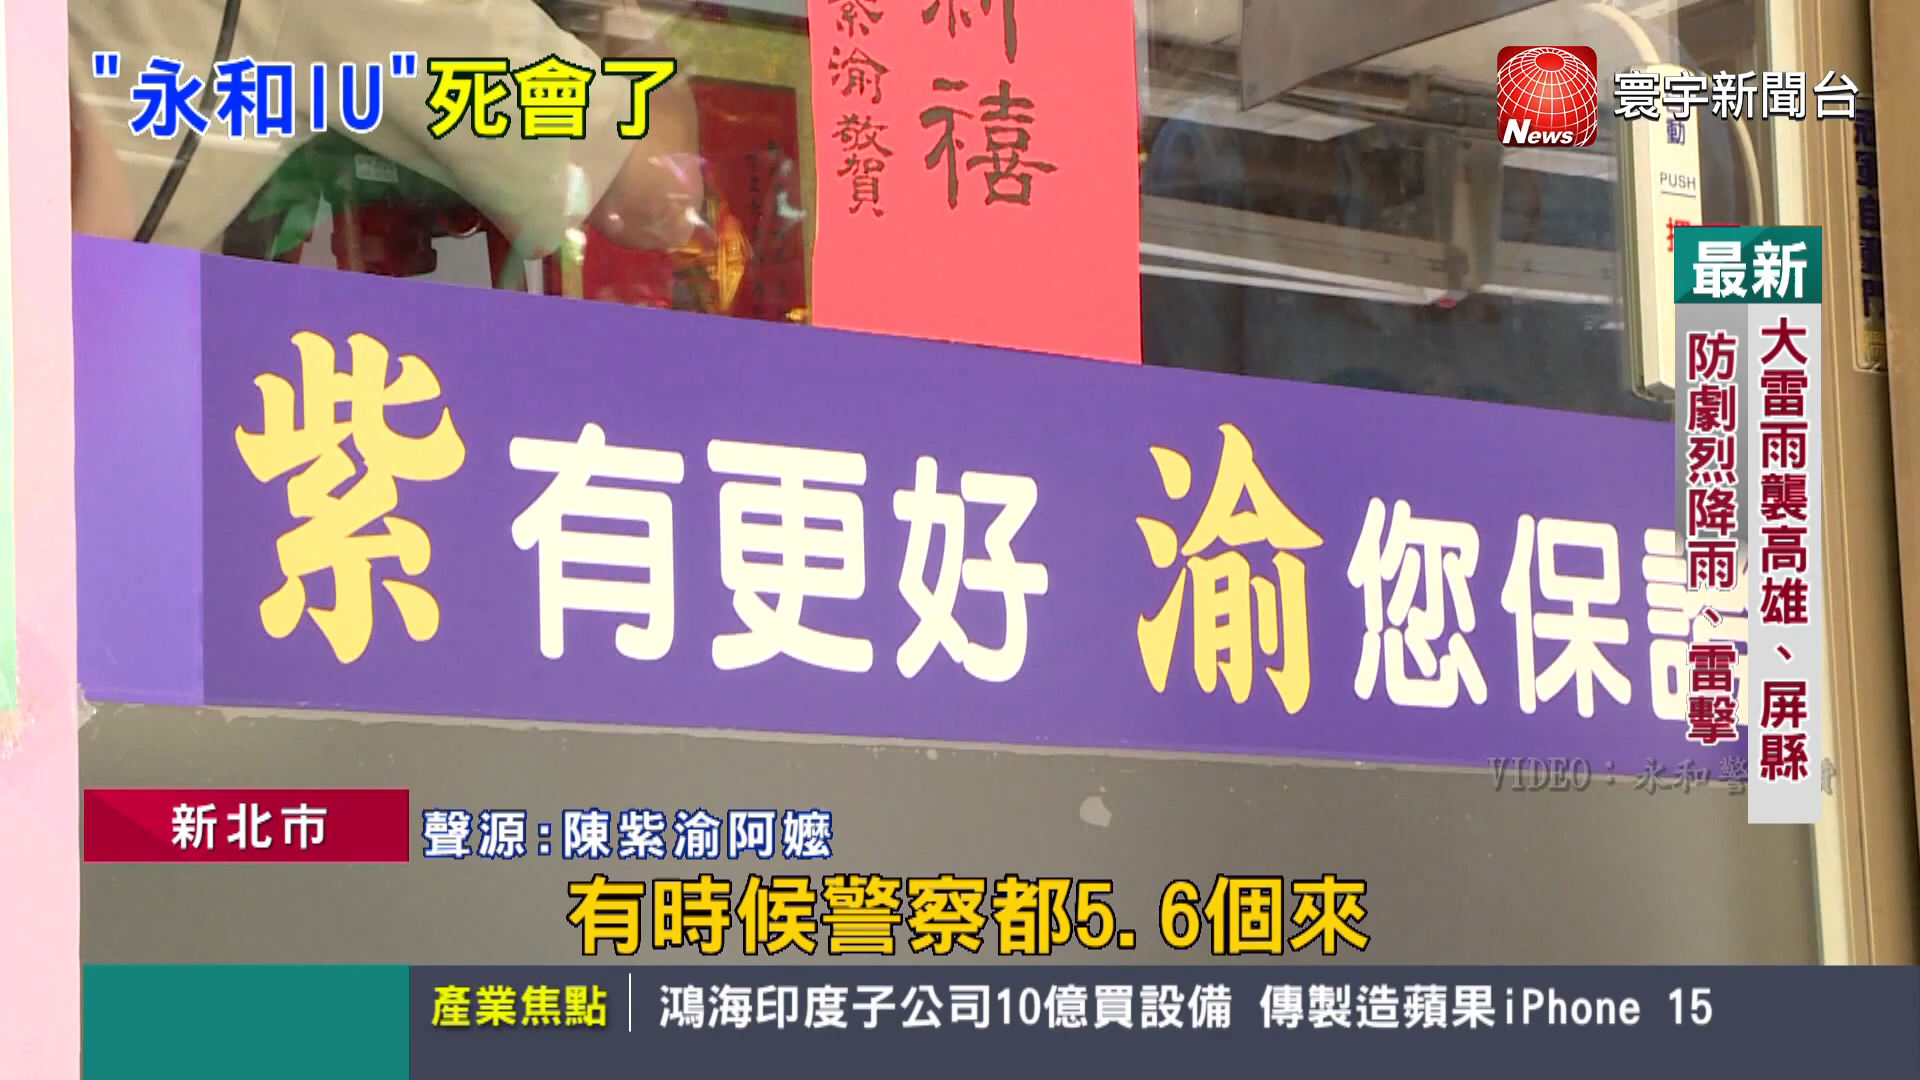 "永和IU"死會了
寰宇新聞台
News
紫渝敬賀
新禧
動
PUSH
最新
大雷雨襲高雄、屏縣
防劇烈降雨、雷擊
紫有更好 渝您保
VIDEO：永和警
新北市
聲源:陳紫渝阿嬤
有時候警察都5.6個來
產業焦點
鴻海印度子公司10億買設備 傳製造蘋果iPhone 15